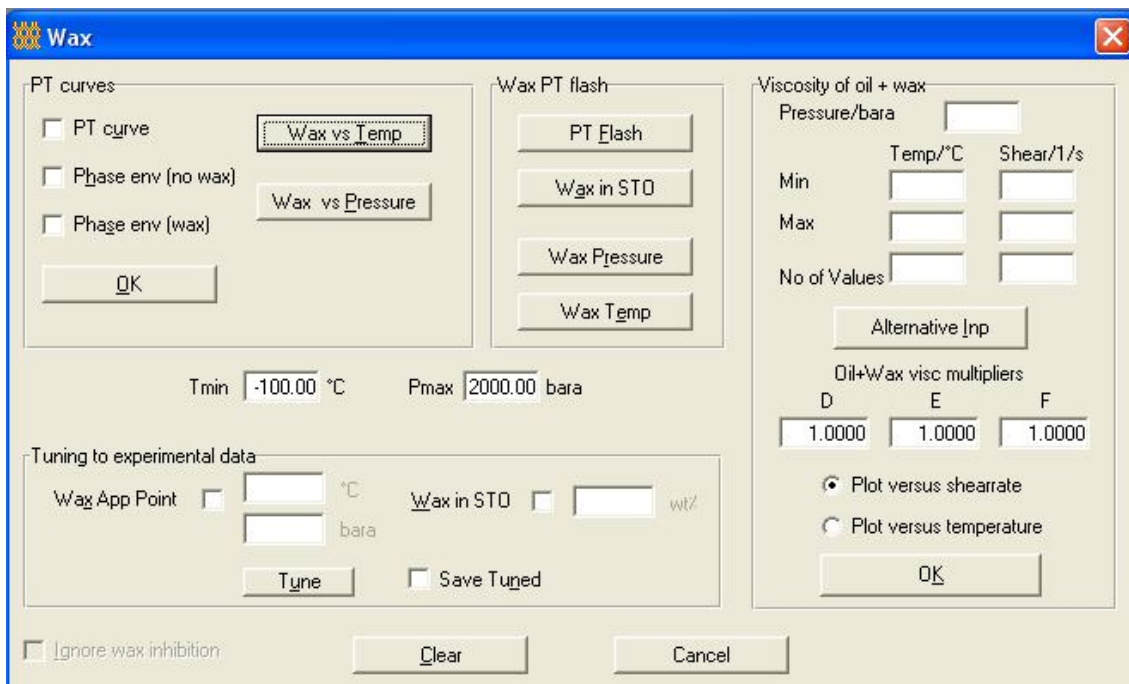 Wax
PT curves
PT curve
Wax vs Temp
Phase env (no wax)
Wax vs Pressure
Phase env (wax)
OK
Wax PT flash
PT Flash
Wax in STO
Wax Pressure
Wax Temp
Viscosity of oil + wax
Pressure/bara
Temp/°C Shear/1/s
Min
Max
No of Values
Alternative Inp
Oil+Wax visc multipliers
D E F
1.0000 1.0000 1.0000
Plot versus shearrate
Plot versus temperature
OK
Tmin -100.00 °C Pmax 2000.00 bara
Tuning to experimental data
Wax App Point °C Wax in STO wt%
bara
Tune Save Tuned
Ignore wax inhibition Clear Cancel